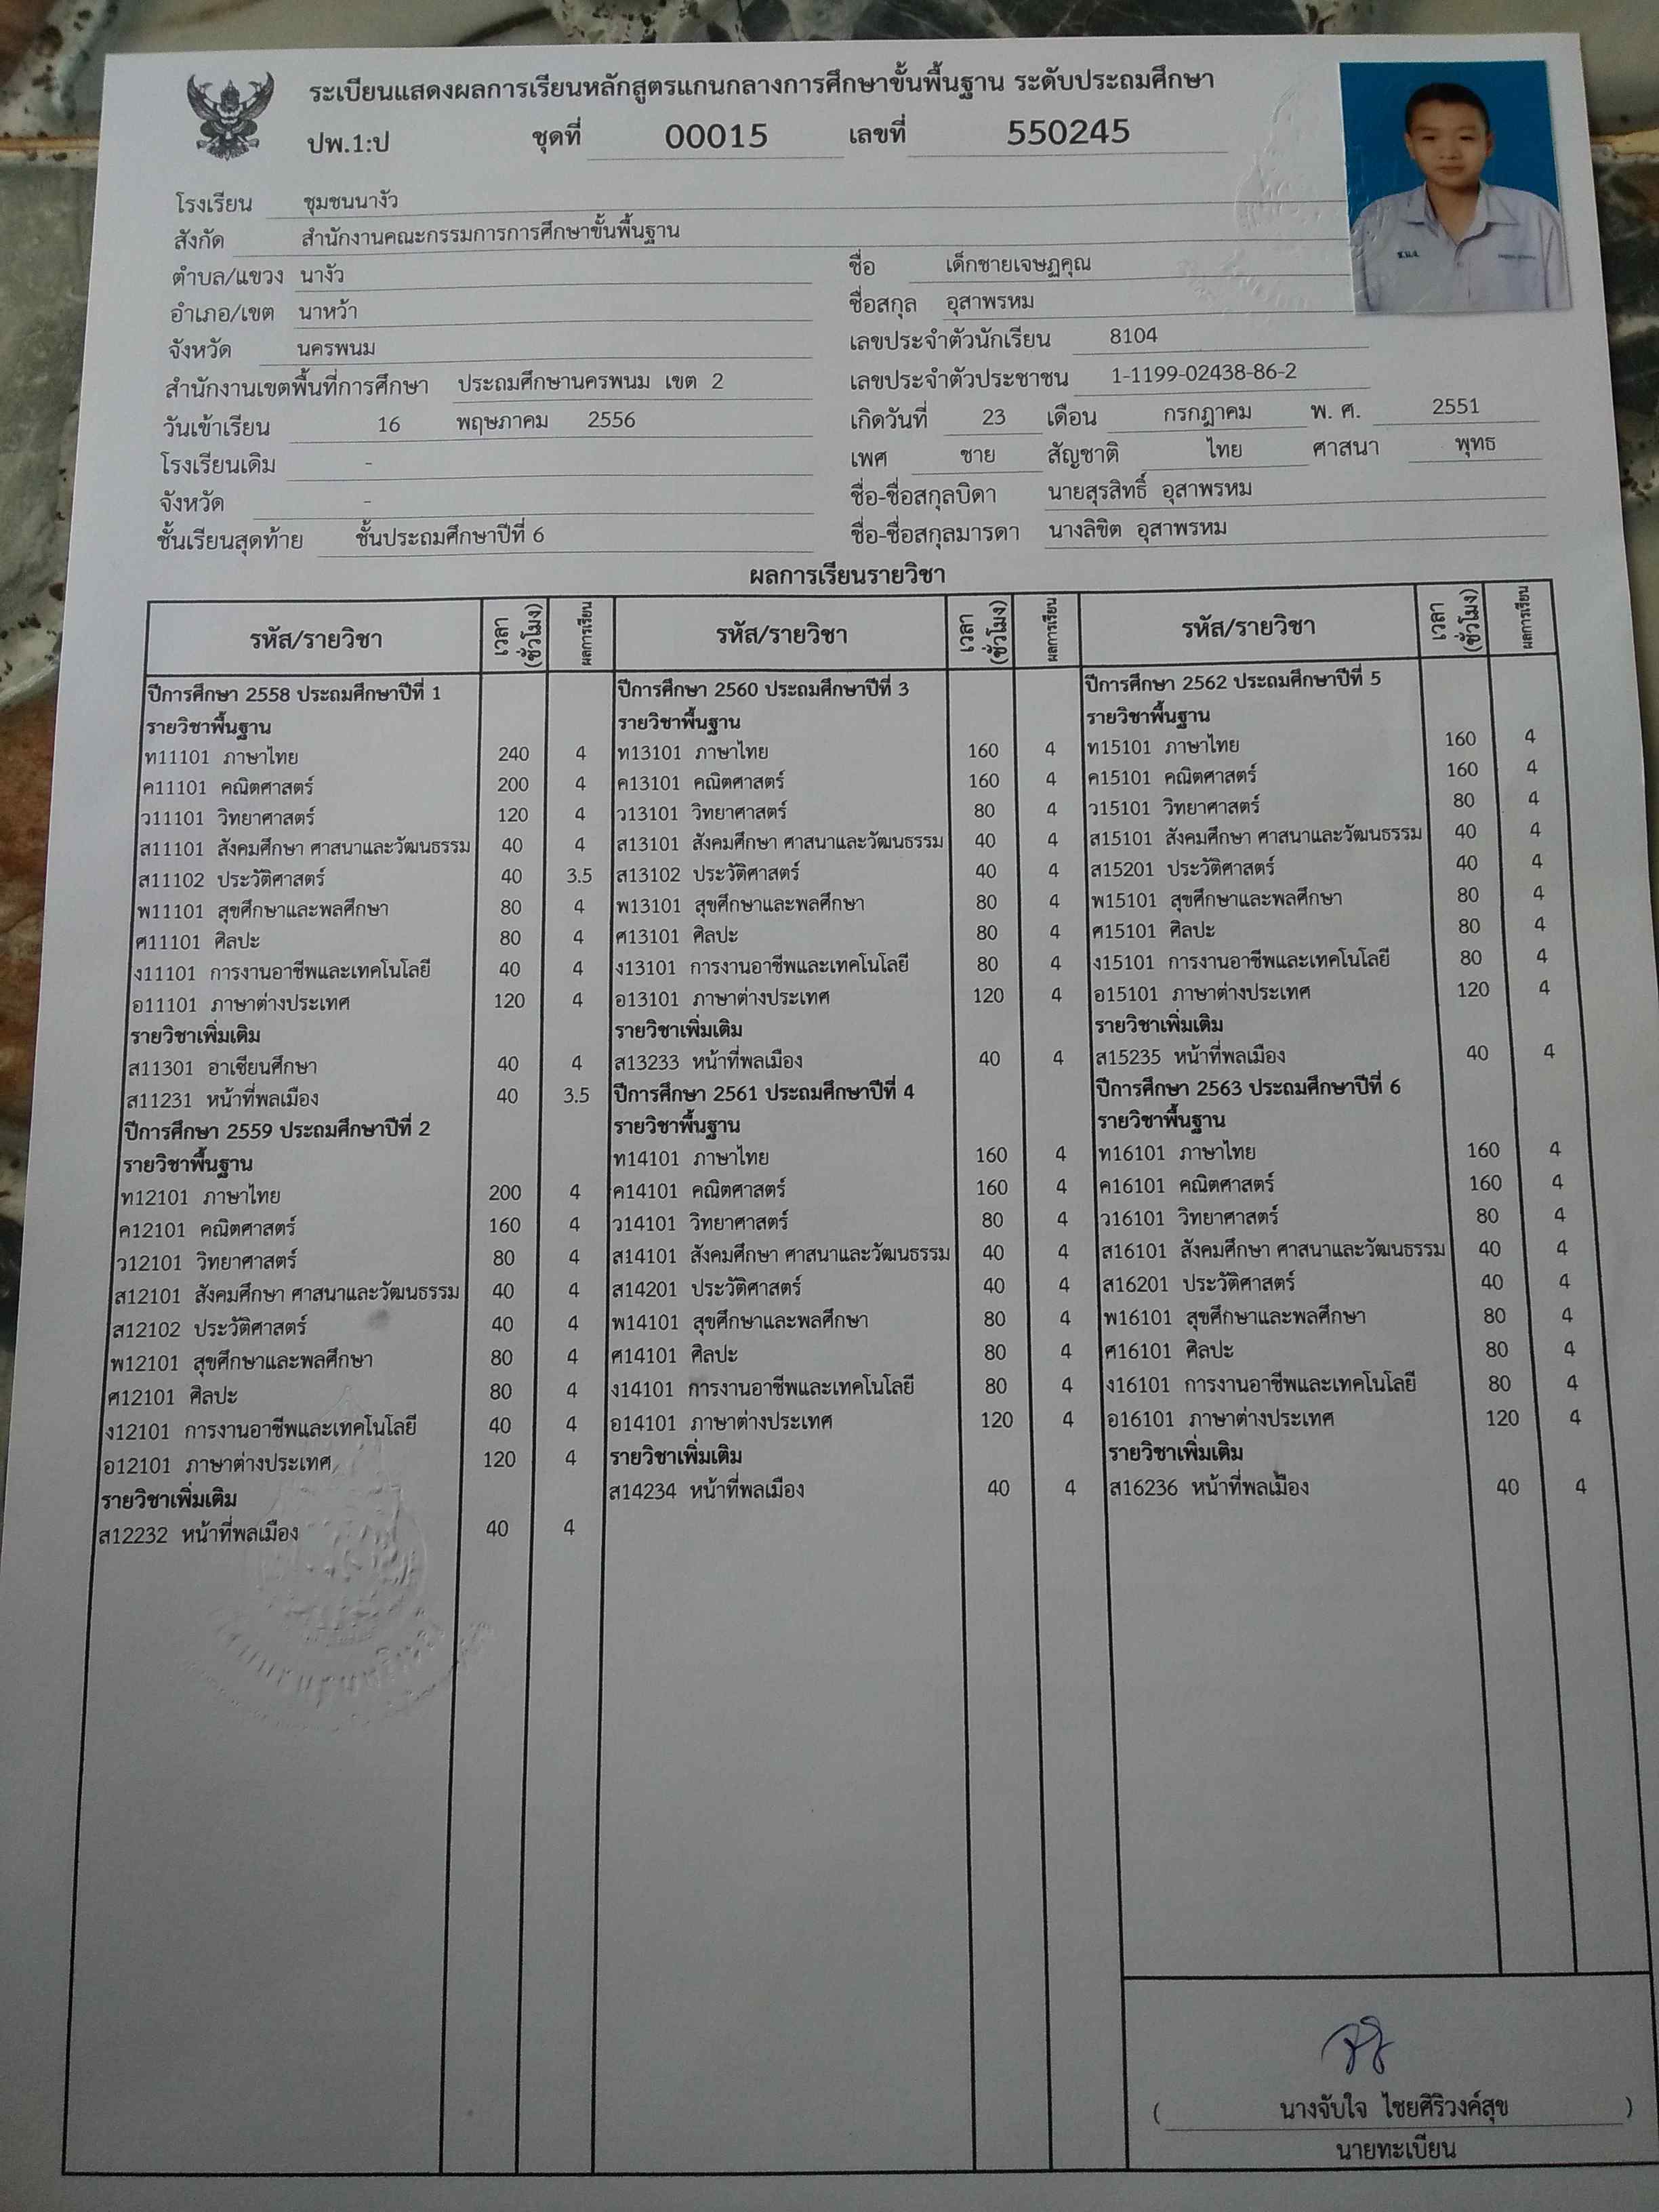 ระเบียนแสดงผลการเรียนหลักสูตรแกนกลางการศึกษาขั้นพื้นฐาน ระดับประถมศึกษา
ปพ.1:ป ชุดที่ 00015 เลขที่ 550245
โรงเรียน ชุมชนนางัว
สังกัด สำนักงานคณะกรรมการการศึกษาขั้นพื้นฐาน
ตำบล/แขวง นางัว
อำเภอ/เขต นาหว้า
จังหวัด นครพนม
สำนักงานเขตพื้นที่การศึกษา ประถมศึกษานครพนม เขต 2
วันเข้าเรียน 16 พฤษภาคม 2556
โรงเรียนเดิม -
จังหวัด -
ชั้นเรียนสุดท้าย ชั้นประถมศึกษาปีที่ 6
ชื่อ เด็กชายเจษฎคุณ
ชื่อสกุล อุสาพรหม
เลขประจำตัวนักเรียน 8104
เลขประจำตัวประชาชน 1-1199-02438-86-2
เกิดวันที่ 23 เดือน กรกฎาคม พ. ศ. 2551
เพศ ชาย สัญชาติ ไทย ศาสนา พุทธ
ชื่อ-ชื่อสกุลบิดา นายสุรสิทธิ์ อุสาพรหม
ชื่อ-ชื่อสกุลมารดา นางลิขิต อุสาพรหม
ผลการเรียนรายวิชา
รหัส/รายวิชา เวลา (ชั่วโมง) ผลการเรียน
ปีการศึกษา 2558 ประถมศึกษาปีที่ 1
รายวิชาพื้นฐาน
ท11101 ภาษาไทย 240 4
ค11101 คณิตศาสตร์ 200 4
ว11101 วิทยาศาสตร์ 120 4
ส11101 สังคมศึกษา ศาสนาและวัฒนธรรม 40 4
ส11102 ประวัติศาสตร์ 40 3.5
พ11101 สุขศึกษาและพลศึกษา 80 4
ศ11101 ศิลปะ 80 4
ง11101 การงานอาชีพและเทคโนโลยี 40 4
อ11101 ภาษาต่างประเทศ 120 4
รายวิชาเพิ่มเติม
ส11301 อาเซียนศึกษา 40 4
ส11231 หน้าที่พลเมือง 40 3.5
ปีการศึกษา 2559 ประถมศึกษาปีที่ 2
รายวิชาพื้นฐาน
ท12101 ภาษาไทย 200 4
ค12101 คณิตศาสตร์ 160 4
ว12101 วิทยาศาสตร์ 80 4
ส12101 สังคมศึกษา ศาสนาและวัฒนธรรม 40 4
ส12102 ประวัติศาสตร์ 40 4
พ12101 สุขศึกษาและพลศึกษา 80 4
ศ12101 ศิลปะ 80 4
ง12101 การงานอาชีพและเทคโนโลยี 40 4
อ12101 ภาษาต่างประเทศ 120 4
รายวิชาเพิ่มเติม
ส12232 หน้าที่พลเมือง 40 4
รหัส/รายวิชา เวลา (ชั่วโมง) ผลการเรียน
ปีการศึกษา 2560 ประถมศึกษาปีที่ 3
รายวิชาพื้นฐาน
ท13101 ภาษาไทย 160 4
ค13101 คณิตศาสตร์ 160 4
ว13101 วิทยาศาสตร์ 80 4
ส13101 สังคมศึกษา ศาสนาและวัฒนธรรม 40 4
ส13102 ประวัติศาสตร์ 40 4
พ13101 สุขศึกษาและพลศึกษา 80 4
ศ13101 ศิลปะ 80 4
ง13101 การงานอาชีพและเทคโนโลยี 80 4
อ13101 ภาษาต่างประเทศ 120 4
รายวิชาเพิ่มเติม
ส13233 หน้าที่พลเมือง 40 4
ปีการศึกษา 2561 ประถมศึกษาปีที่ 4
รายวิชาพื้นฐาน
ท14101 ภาษาไทย 160 4
ค14101 คณิตศาสตร์ 160 4
ว14101 วิทยาศาสตร์ 80 4
ส14101 สังคมศึกษา ศาสนาและวัฒนธรรม 40 4
ส14201 ประวัติศาสตร์ 40 4
พ14101 สุขศึกษาและพลศึกษา 80 4
ศ14101 ศิลปะ 80 4
ง14101 การงานอาชีพและเทคโนโลยี 80 4
อ14101 ภาษาต่างประเทศ 120 4
รายวิชาเพิ่มเติม
ส14234 หน้าที่พลเมือง 40 4
รหัส/รายวิชา เวลา (ชั่วโมง) ผลการเรียน
ปีการศึกษา 2562 ประถมศึกษาปีที่ 5
รายวิชาพื้นฐาน
ท15101 ภาษาไทย 160 4
ค15101 คณิตศาสตร์ 160 4
ว15101 วิทยาศาสตร์ 80 4
ส15101 สังคมศึกษา ศาสนาและวัฒนธรรม 40 4
ส15201 ประวัติศาสตร์ 40 4
พ15101 สุขศึกษาและพลศึกษา 80 4
ศ15101 ศิลปะ 80 4
ง15101 การงานอาชีพและเทคโนโลยี 80 4
อ15101 ภาษาต่างประเทศ 120 4
รายวิชาเพิ่มเติม
ส15235 หน้าที่พลเมือง 40 4
ปีการศึกษา 2563 ประถมศึกษาปีที่ 6
รายวิชาพื้นฐาน
ท16101 ภาษาไทย 160 4
ค16101 คณิตศาสตร์ 160 4
ว16101 วิทยาศาสตร์ 80 4
ส16101 สังคมศึกษา ศาสนาและวัฒนธรรม 40 4
ส16201 ประวัติศาสตร์ 40 4
พ16101 สุขศึกษาและพลศึกษา 80 4
ศ16101 ศิลปะ 80 4
ง16101 การงานอาชีพและเทคโนโลยี 80 4
อ16101 ภาษาต่างประเทศ 120 4
รายวิชาเพิ่มเติม
ส16236 หน้าที่พลเมือง 40 4
( นางจับใจ ไชยศิริวงค์สุข )
นายทะเบียน